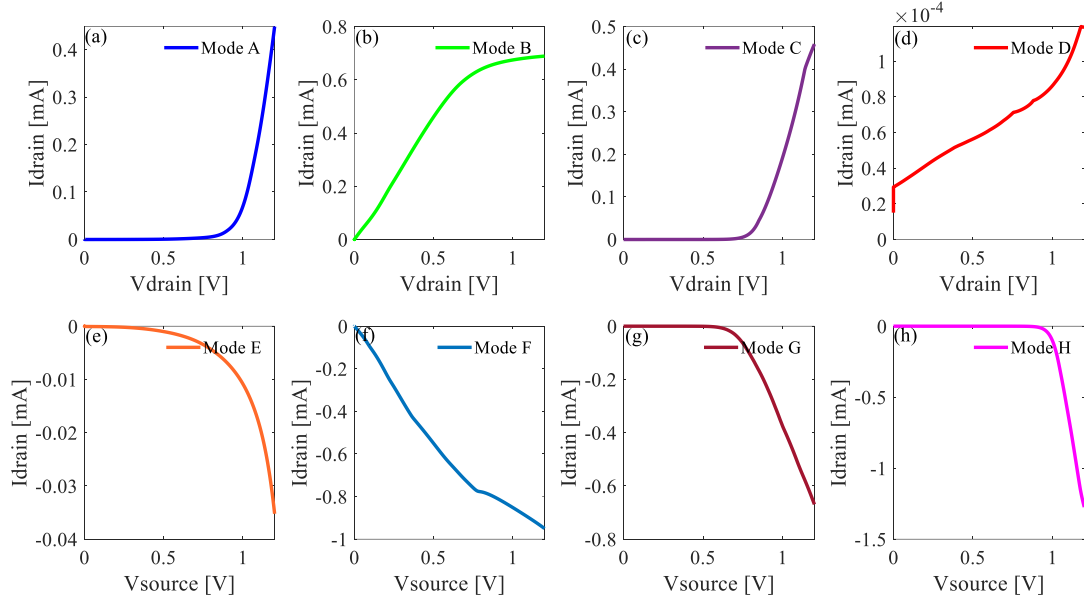 (a) Mode A
0.4
0.3
0.2
0.1
0
0 0.5 1
Idrain [mA]
Vdrain [V]
(b) Mode B
0.8
0.6
0.4
0.2
0
0 0.5 1
Idrain [mA]
Vdrain [V]
(c) Mode C
0.5
0.4
0.3
0.2
0.1
0
0 0.5 1
Idrain [mA]
Vdrain [V]
×10-4
(d) Mode D
1
0.8
0.6
0.4
0.2
0
0 0.5 1
Idrain [mA]
Vdrain [V]
(e) Mode E
0
-0.01
-0.02
-0.03
-0.04
0 0.5 1
Idrain [mA]
Vsource [V]
(f) Mode F
0
-0.2
-0.4
-0.6
-0.8
-1
0 0.5 1
Idrain [mA]
Vsource [V]
(g) Mode G
0
-0.2
-0.4
-0.6
-0.8
0 0.5 1
Idrain [mA]
Vsource [V]
(h) Mode H
0
-0.5
-1
-1.5
0 0.5 1
Idrain [mA]
Vsource [V]